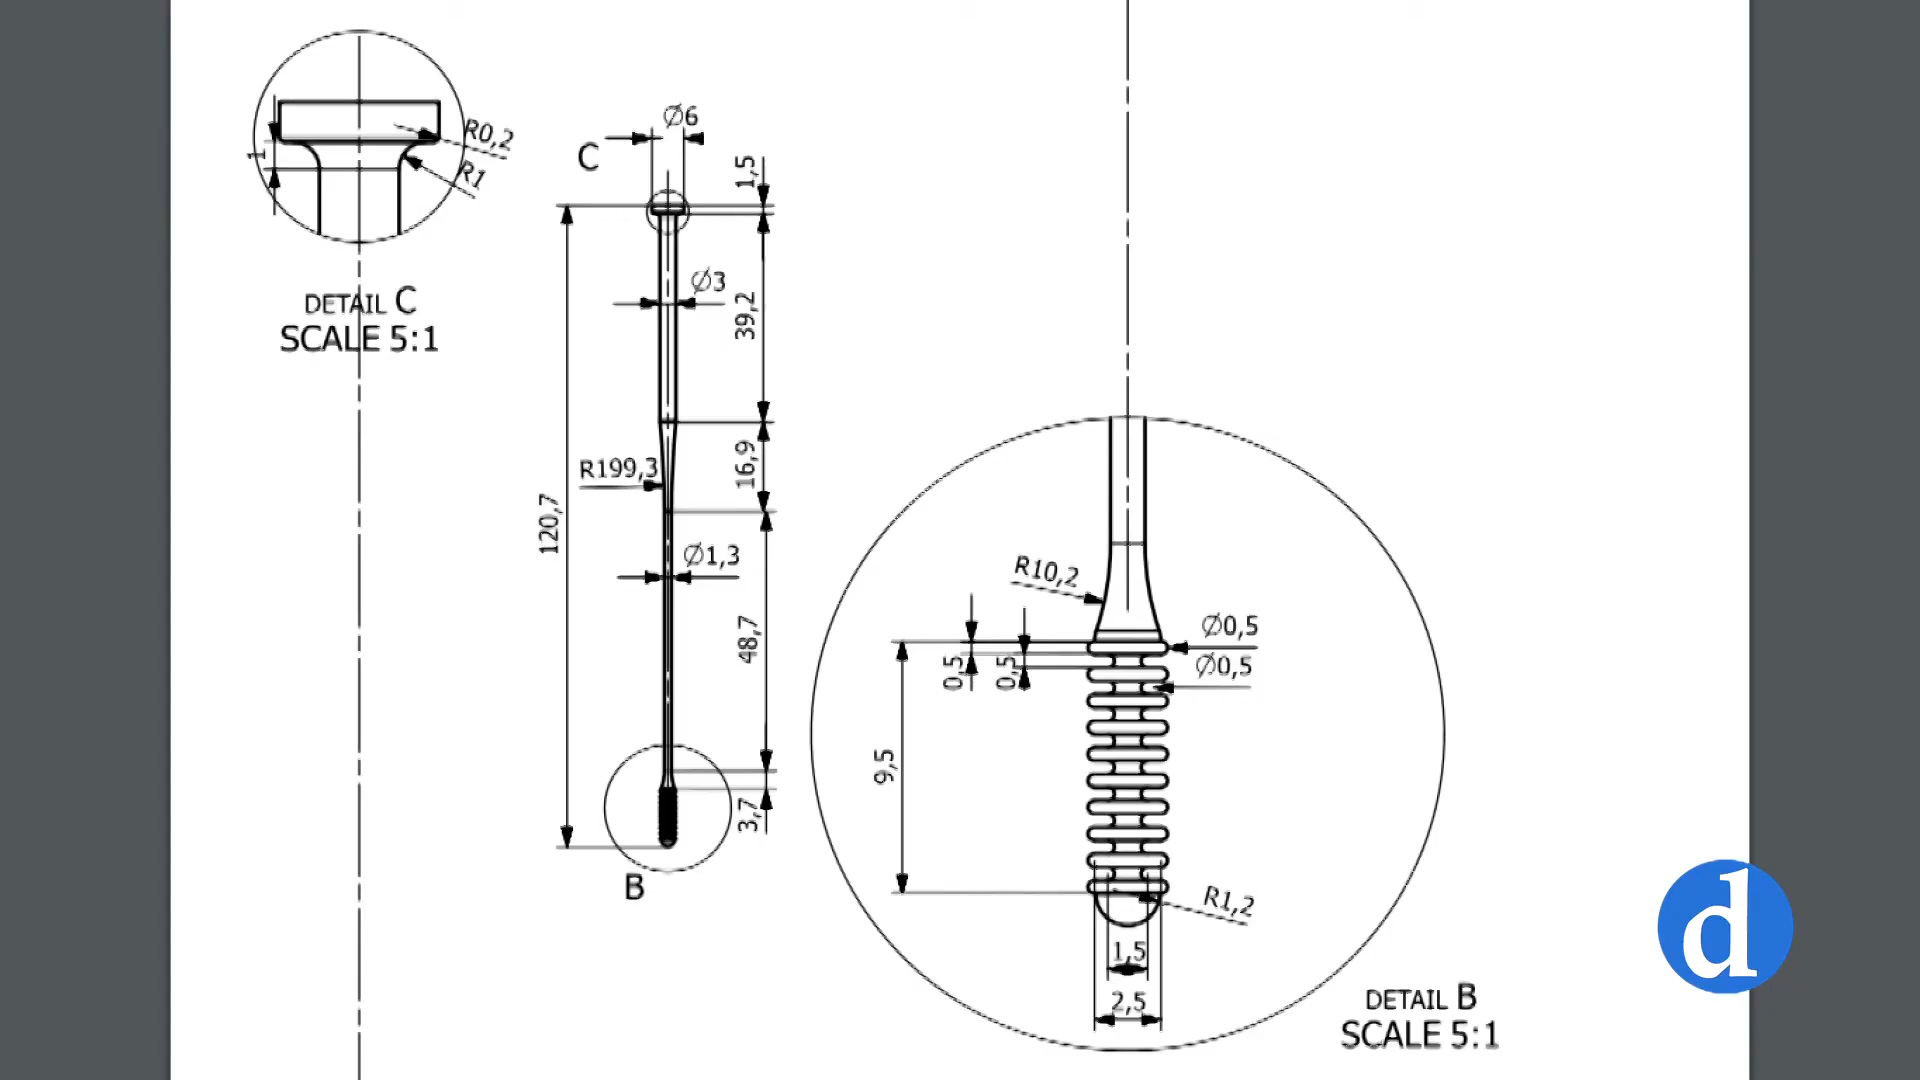 R0,2
R1
1
DETAIL C
SCALE 5:1
Ø6
C
1,5
Ø3
39,2
R199,3
16,9
120,7
Ø1,3
48,7
3,7
B
R10,2
Ø0,5
Ø0,5
0,5
0,5
9,5
R1,2
1,5
2,5
DETAIL B
SCALE 5:1
d